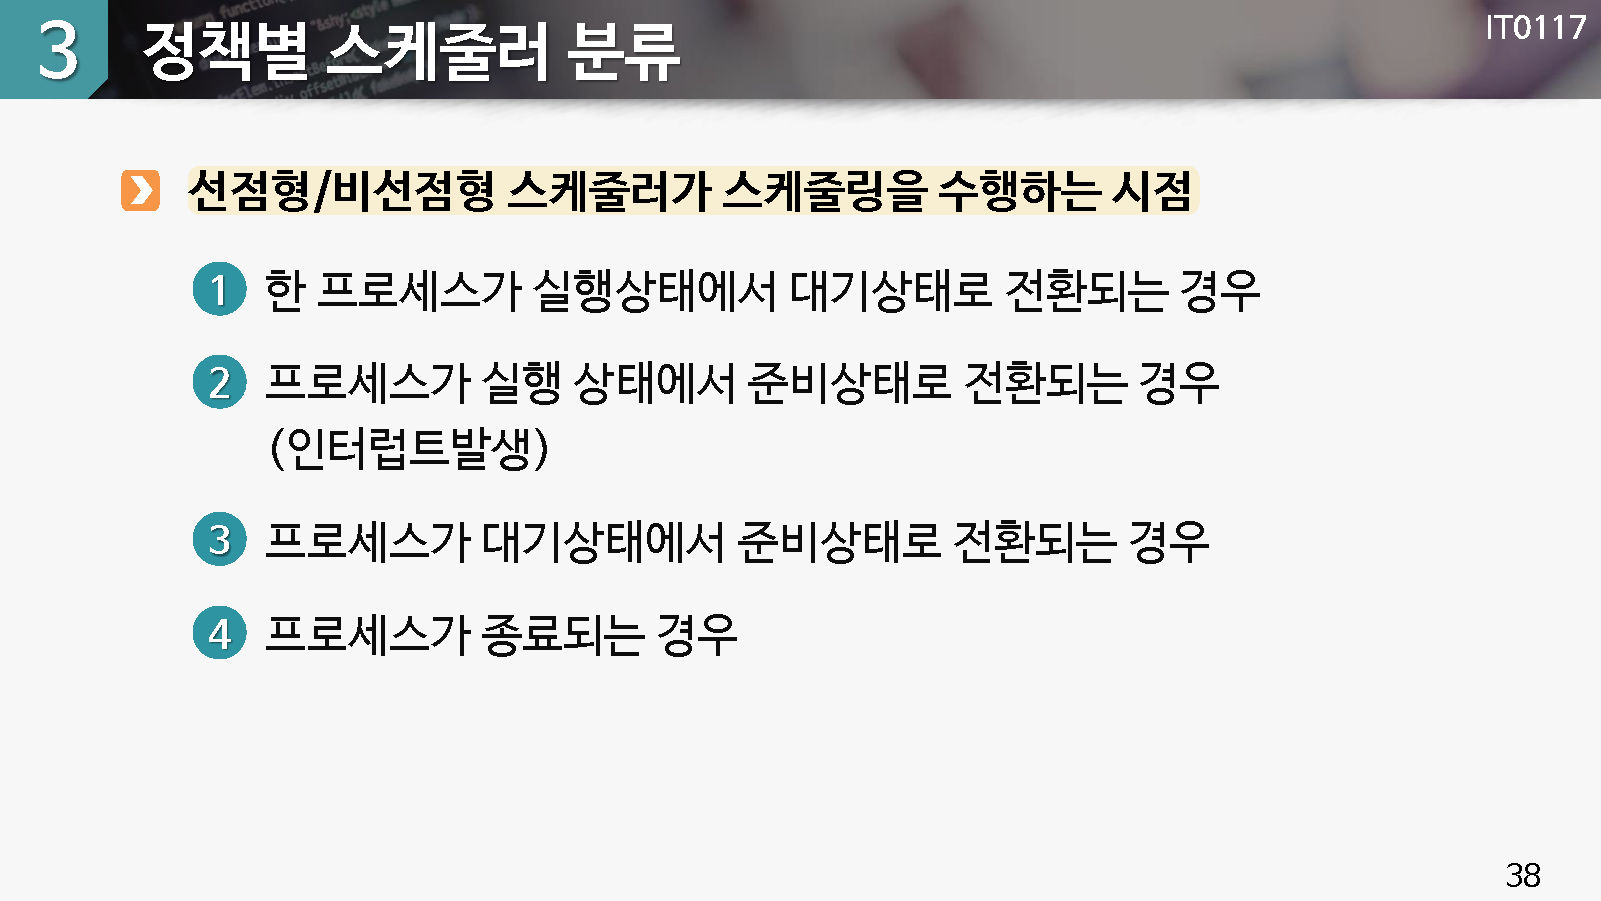 3
정책별 스케줄러 분류
IT0117
선점형/비선점형 스케줄러가 스케줄링을 수행하는 시점
1 한 프로세스가 실행상태에서 대기상태로 전환되는 경우
2 프로세스가 실행 상태에서 준비상태로 전환되는 경우
(인터럽트발생)
3 프로세스가 대기상태에서 준비상태로 전환되는 경우
4 프로세스가 종료되는 경우
38